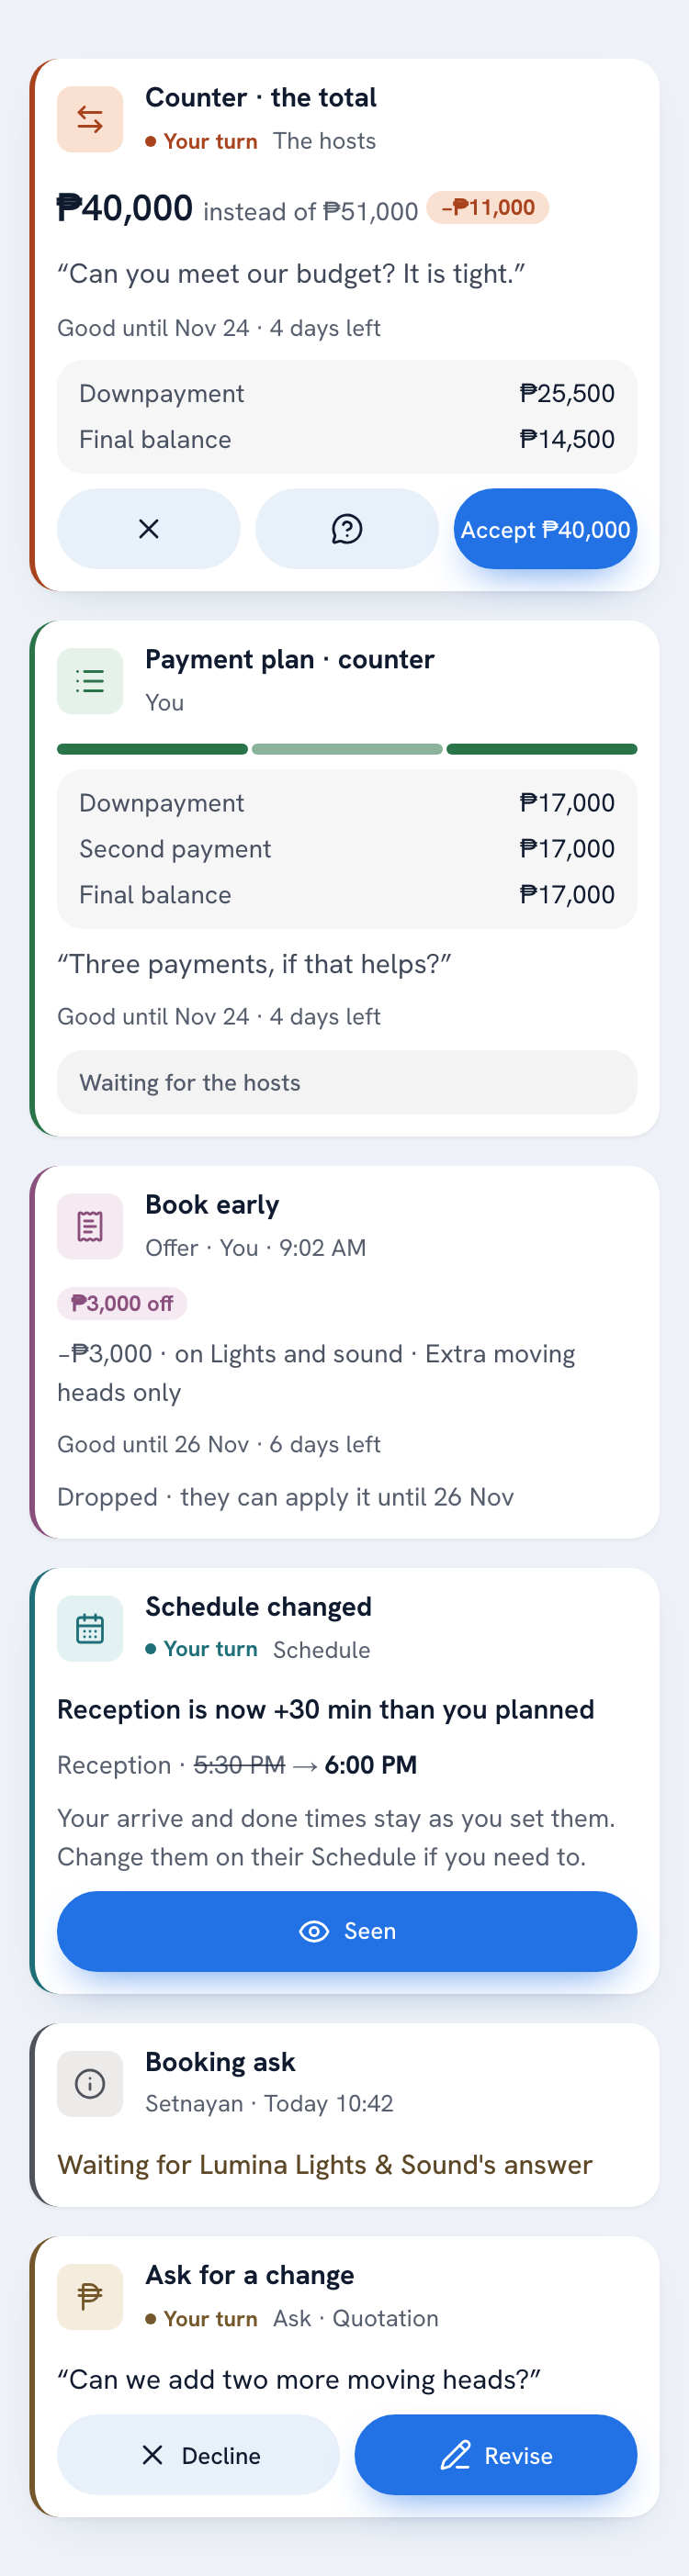 Counter · the total
Your turn The hosts
₱40,000 instead of ₱51,000 −₱11,000
“Can you meet our budget? It is tight.”
Good until Nov 24 · 4 days left
Downpayment ₱25,500
Final balance ₱14,500
Accept ₱40,000
Payment plan · counter
You
Downpayment ₱17,000
Second payment ₱17,000
Final balance ₱17,000
“Three payments, if that helps?”
Good until Nov 24 · 4 days left
Waiting for the hosts
Book early
Offer · You · 9:02 AM
₱3,000 off
−₱3,000 · on Lights and sound · Extra moving
heads only
Good until 26 Nov · 6 days left
Dropped · they can apply it until 26 Nov
Schedule changed
Your turn Schedule
Reception is now +30 min than you planned
Reception · 5:30 PM → 6:00 PM
Your arrive and done times stay as you set them.
Change them on their Schedule if you need to.
Seen
Booking ask
Setnayan · Today 10:42
Waiting for Lumina Lights & Sound's answer
Ask for a change
Your turn Ask · Quotation
“Can we add two more moving heads?”
Decline Revise